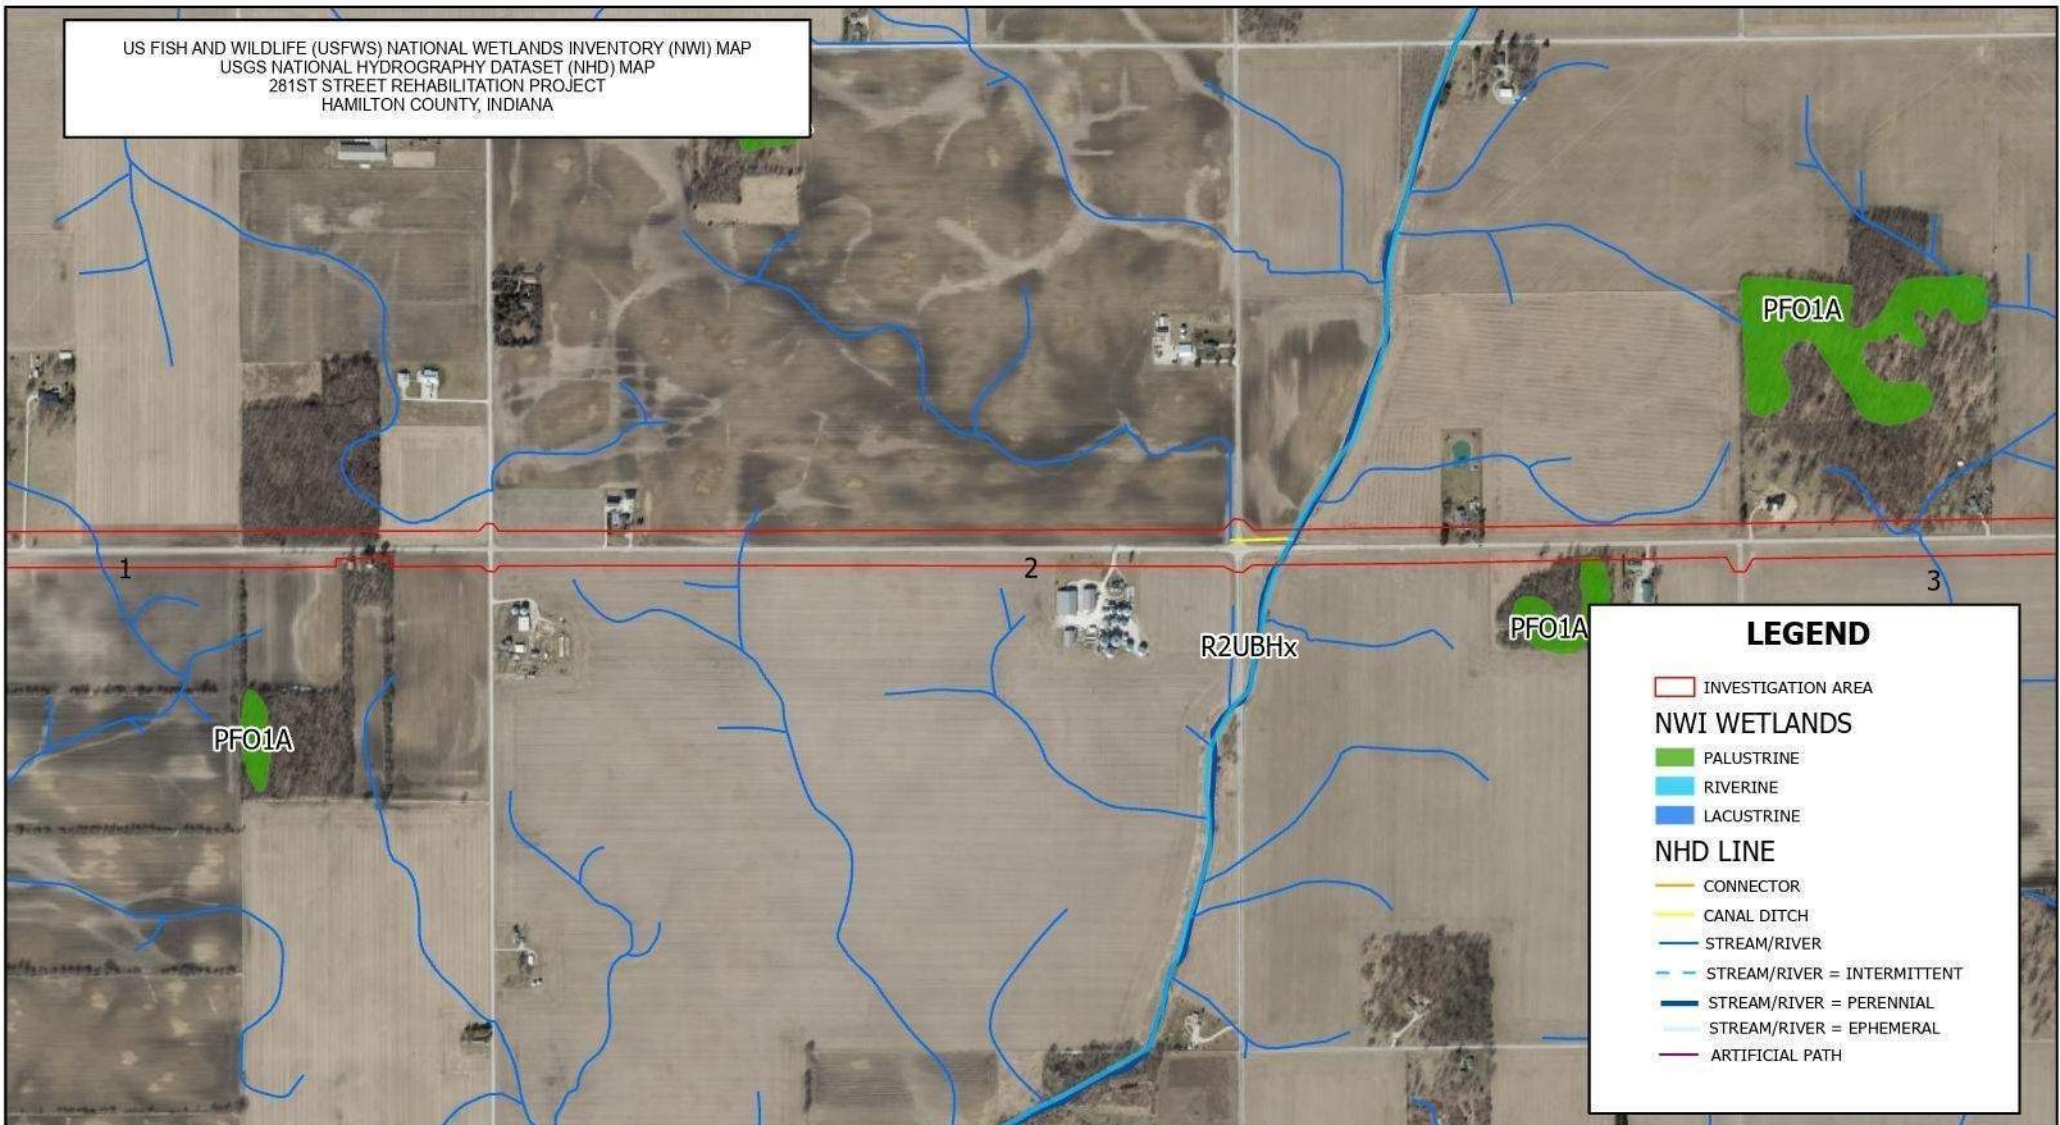 US FISH AND WILDLIFE (USFWS) NATIONAL WETLANDS INVENTORY (NWI) MAP
USGS NATIONAL HYDROGRAPHY DATASET (NHD) MAP
281ST STREET REHABILITATION PROJECT
HAMILTON COUNTY, INDIANA
PFO1A
1
2
3
PFO1A
R2UBHx
PFO1A
LEGEND
INVESTIGATION AREA
NWI WETLANDS
PALUSTRINE
RIVERINE
LACUSTRINE
NHD LINE
CONNECTOR
CANAL DITCH
STREAM/RIVER
STREAM/RIVER = INTERMITTENT
STREAM/RIVER = PERENNIAL
STREAM/RIVER = EPHEMERAL
ARTIFICIAL PATH